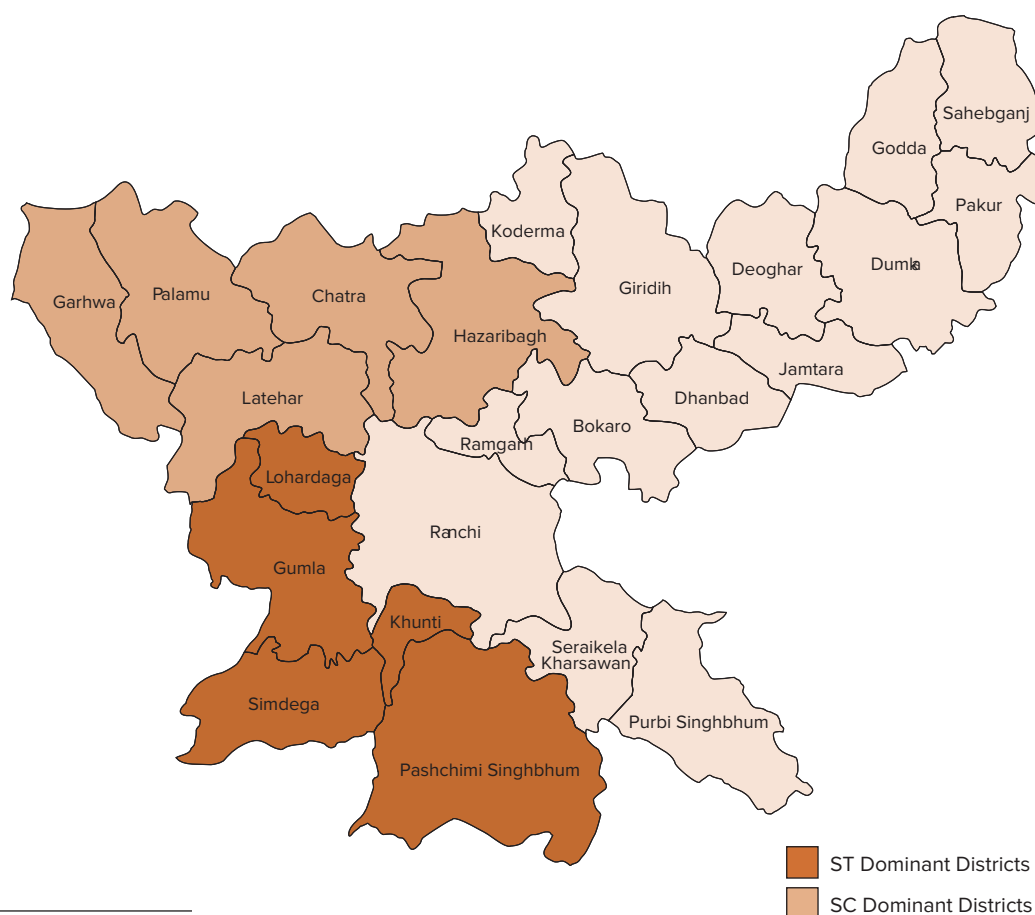 Sahebganj
Godda
Pakur
Koderma
Dumka
Deoghar
Giridih
Palamu
Chatra
Garhwa
Hazaribagh
Jamtara
Latehar
Dhanbad
Bokaro
Ramgarh
Lohardaga
Ranchi
Gumla
Khunti
Seraikela
Kharsawan
Simdega
Purbi Singhbhum
Pashchimi Singhbhum
ST Dominant Districts
SC Dominant Districts